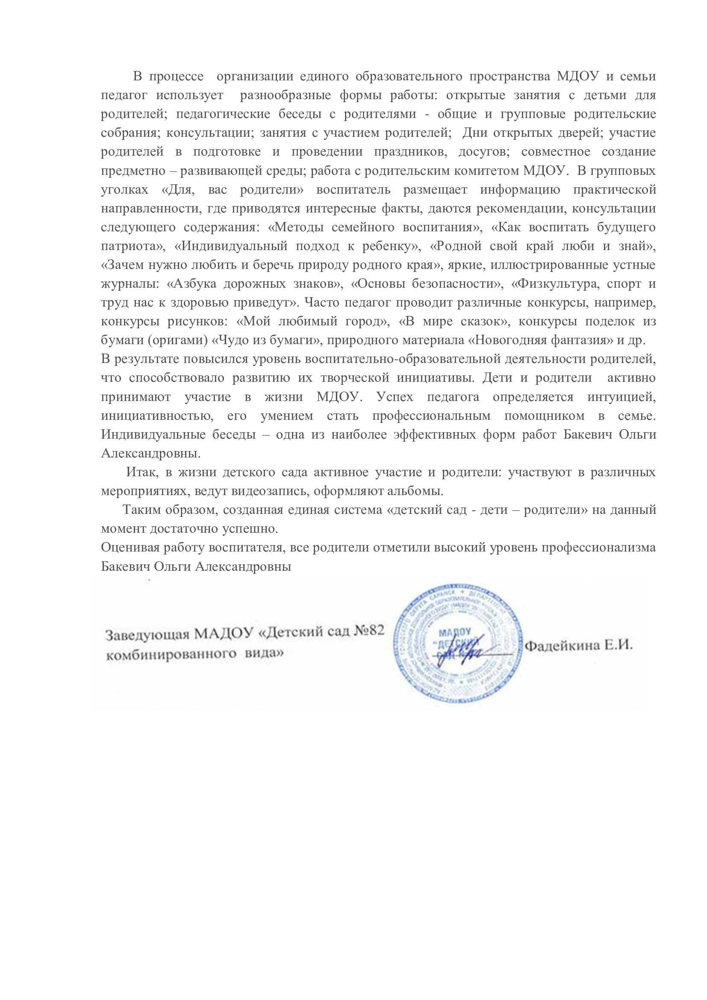 В процессе организации единого образовательного пространства МДОУ и семьи
педагог использует разнообразные формы работы: открытые занятия с детьми для
родителей; педагогические беседы с родителями - общие и групповые родительские
собрания; консультации; занятия с участием родителей; Дни открытых дверей; участие
родителей в подготовке и проведении праздников, досугов; совместное создание
предметно – развивающей среды; работа с родительским комитетом МДОУ. В групповых
уголках «Для, вас родители» воспитатель размещает информацию практической
направленности, где приводятся интересные факты, даются рекомендации, консультации
следующего содержания: «Методы семейного воспитания», «Как воспитать будущего
патриота», «Индивидуальный подход к ребенку», «Родной свой край люби и знай»,
«Зачем нужно любить и беречь природу родного края», яркие, иллюстрированные устные
журналы: «Азбука дорожных знаков», «Основы безопасности», «Физкультура, спорт и
труд нас к здоровью приведут». Часто педагог проводит различные конкурсы, например,
конкурсы рисунков: «Мой любимый город», «В мире сказок», конкурсы поделок из
бумаги (оригами) «Чудо из бумаги», природного материала «Новогодняя фантазия» и др.
В результате повысился уровень воспитательно-образовательной деятельности родителей,
что способствовало развитию их творческой инициативы. Дети и родители активно
принимают участие в жизни МДОУ. Успех педагога определяется интуицией,
инициативностью, его умением стать профессиональным помощником в семье.
Индивидуальные беседы – одна из наиболее эффективных форм работ Бакевич Ольги
Александровны.
Итак, в жизни детского сада активное участие и родители: участвуют в различных
мероприятиях, ведут видеозапись, оформляют альбомы.
Таким образом, созданная единая система «детский сад - дети – родители» на данный
момент достаточно успешно.
Оценивая работу воспитателя, все родители отметили высокий уровень профессионализма
Бакевич Ольги Александровны
Заведующая МАДОУ «Детский сад №82
комбинированного вида»
ГОРОДСКОГО ОКРУГА САРАНСК * ДЕПАРТАМЕНТ ПО
МАДОУ
"ДЕТСКИЙ
САД
Фадейкина Е.И.